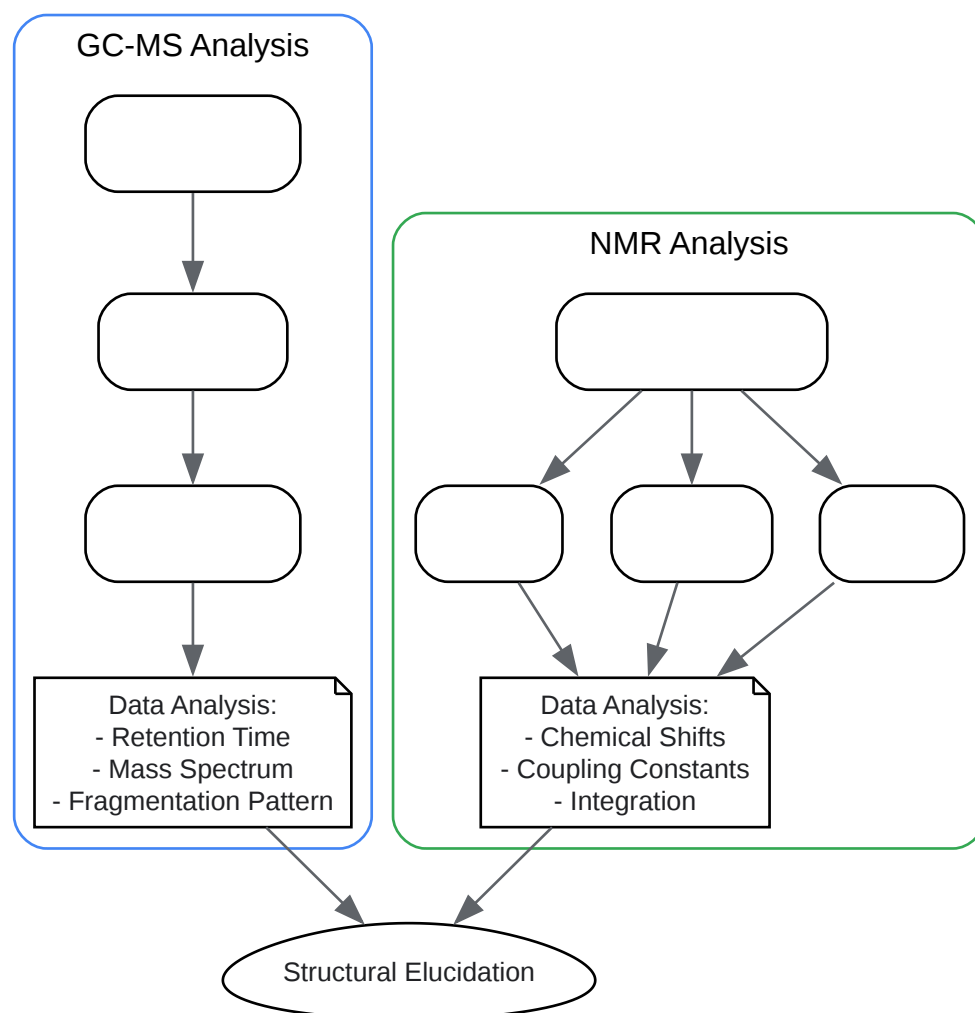 GC-MS Analysis
NMR Analysis
Data Analysis:
- Retention Time
- Mass Spectrum
- Fragmentation Pattern
Data Analysis:
- Chemical Shifts
- Coupling Constants
- Integration
Structural Elucidation